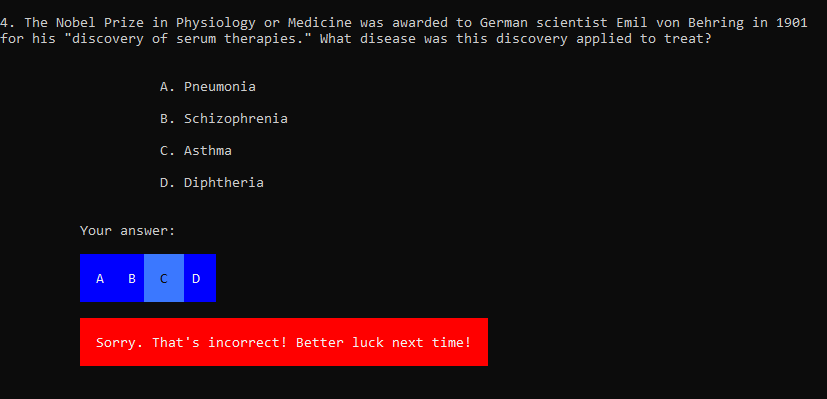 4. The Nobel Prize in Physiology or Medicine was awarded to German scientist Emil von Behring in 1901
for his "discovery of serum therapies." What disease was this discovery applied to treat?
A. Pneumonia
B. Schizophrenia
C. Asthma
D. Diphtheria
Your answer:
A B C D
Sorry. That's incorrect! Better luck next time!